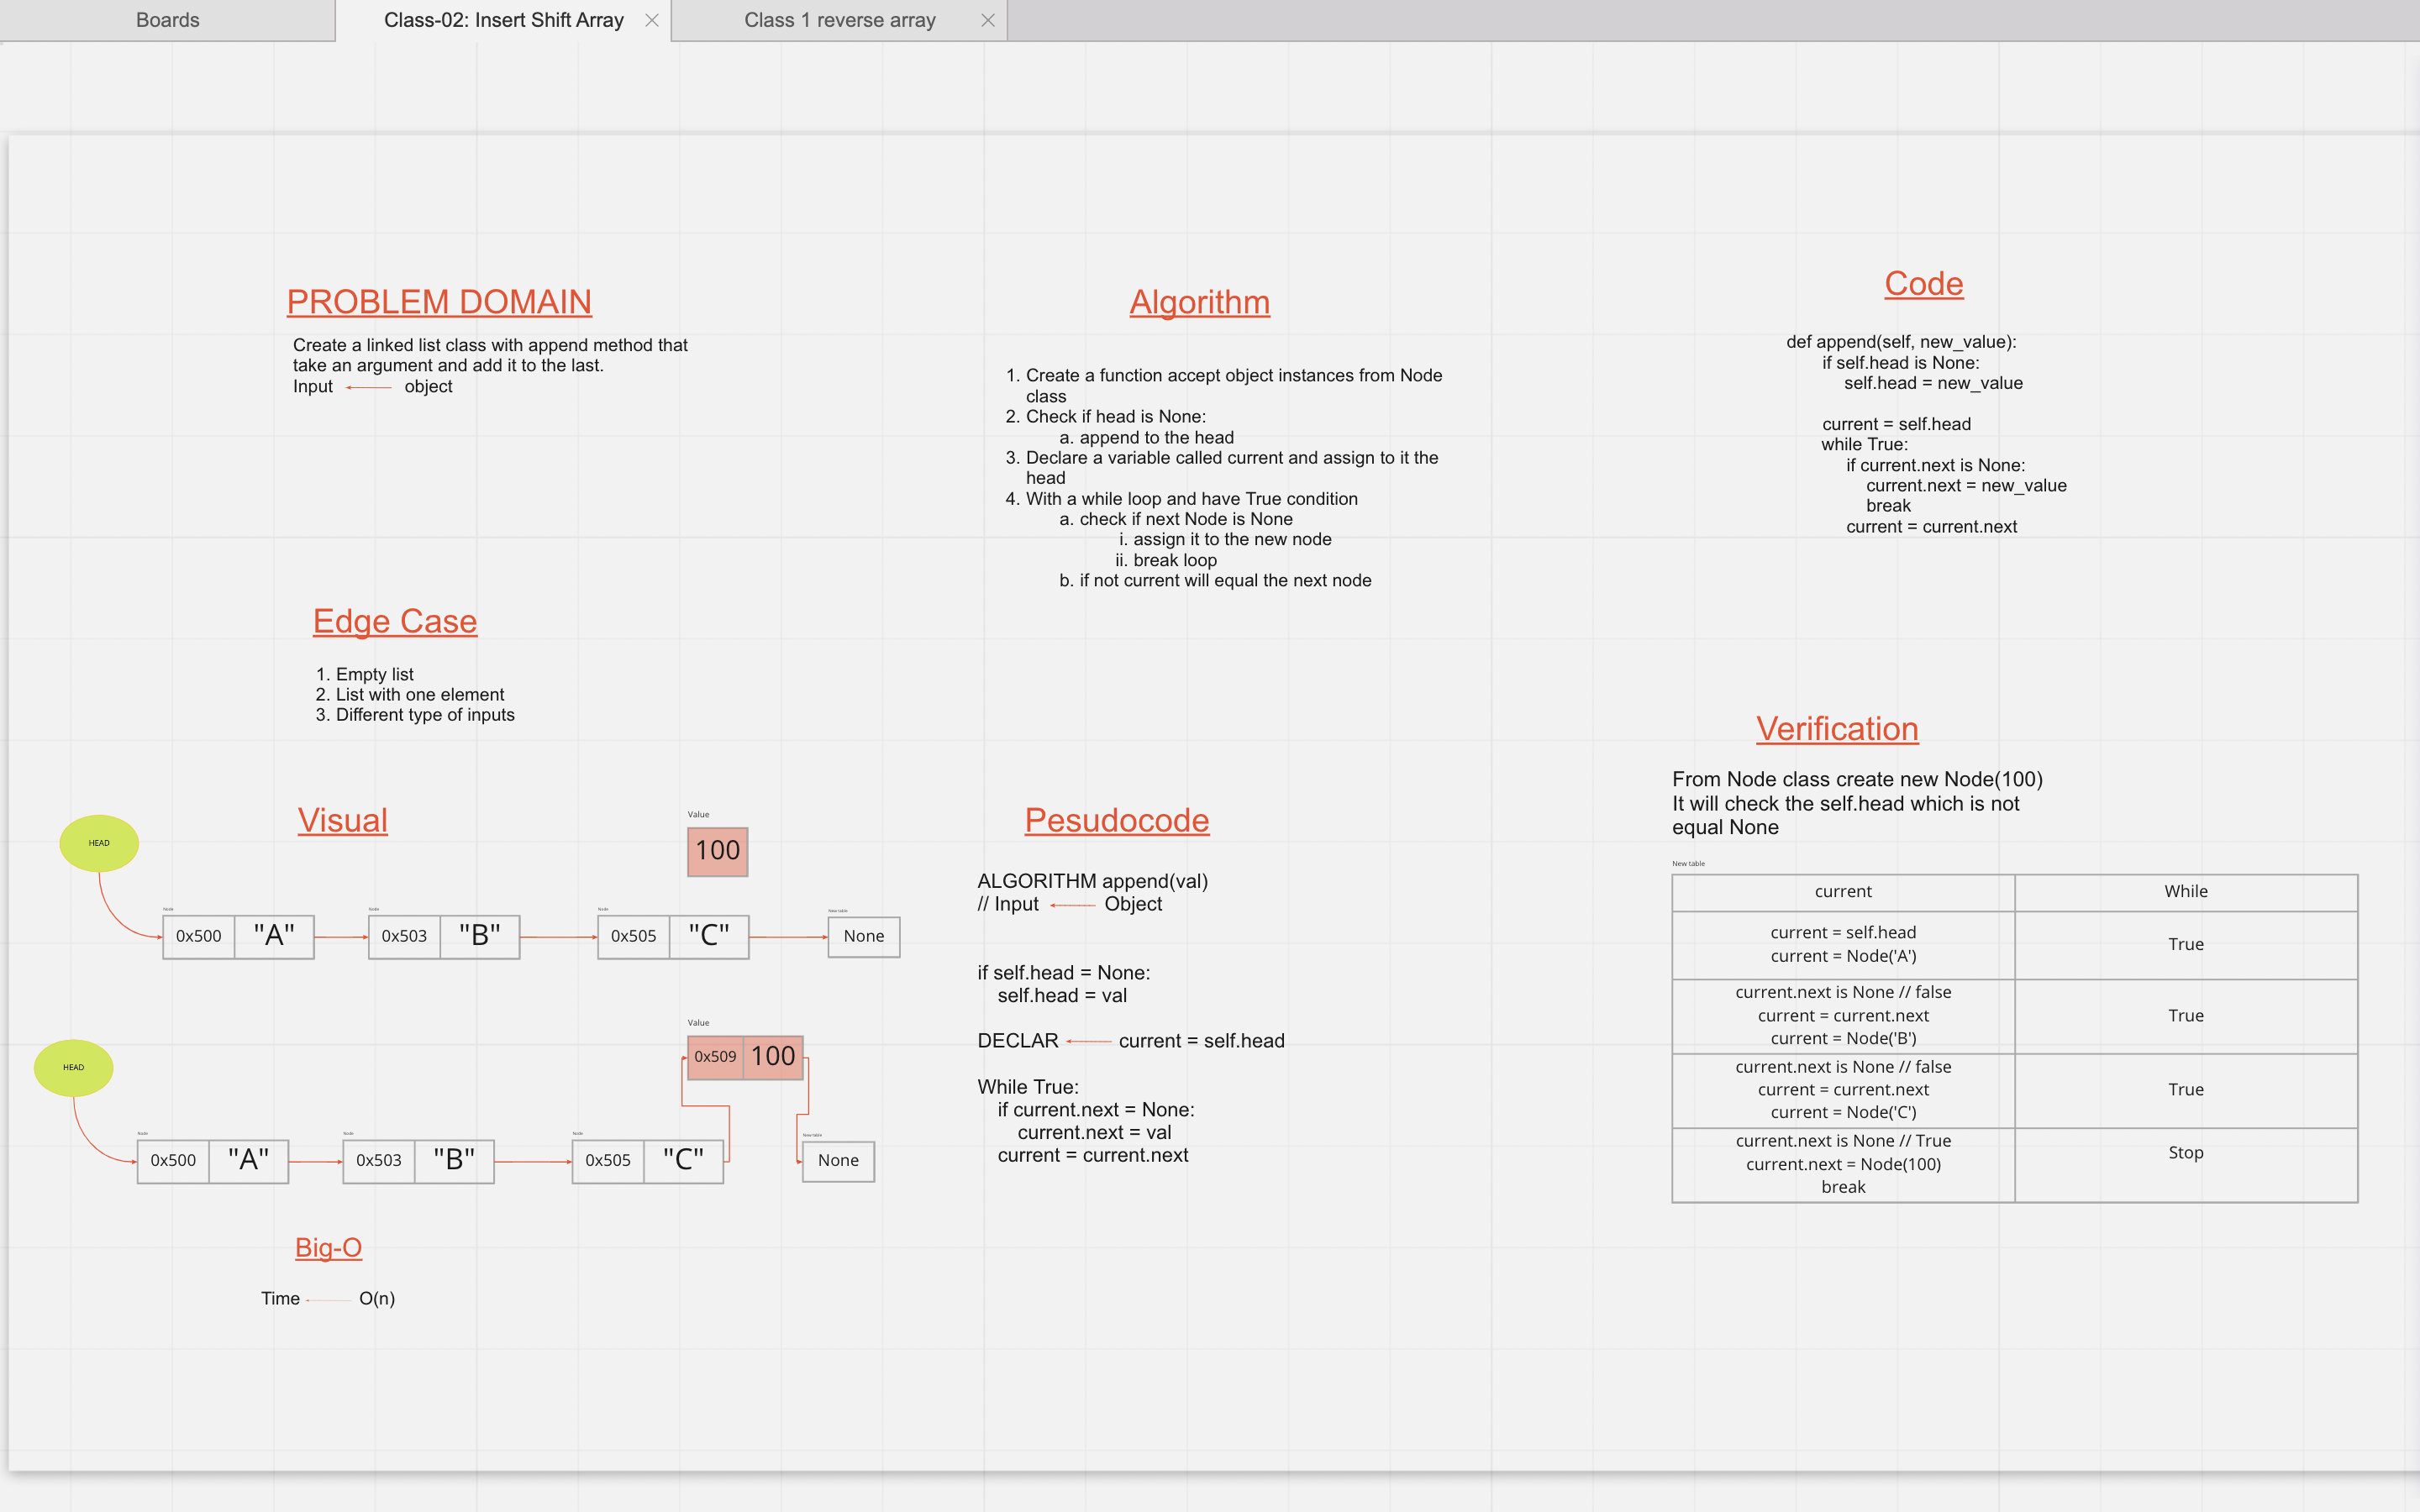 Boards
Class-02: Insert Shift Array
Class 1 reverse array
PROBLEM DOMAIN
Create a linked list class with append method that
take an argument and add it to the last.
Input object
Edge Case
1. Empty list
2. List with one element
3. Different type of inputs
Visual
Value
100
HEAD
Node
Node
Node
New table
0x500 "A" 0x503 "B" 0x505 "C" None
Value
0x509 100
HEAD
Node
Node
Node
New table
0x500 "A" 0x503 "B" 0x505 "C" None
Big-O
Time O(n)
Algorithm
1. Create a function accept object instances from Node
class
2. Check if head is None:
a. append to the head
3. Declare a variable called current and assign to it the
head
4. With a while loop and have True condition
a. check if next Node is None
i. assign it to the new node
ii. break loop
b. if not current will equal the next node
Pesudocode
ALGORITHM append(val)
// Input Object
if self.head = None:
self.head = val
DECLAR current = self.head
While True:
if current.next = None:
current.next = val
current = current.next
Code
def append(self, new_value):
if self.head is None:
self.head = new_value
current = self.head
while True:
if current.next is None:
current.next = new_value
break
current = current.next
Verification
From Node class create new Node(100)
It will check the self.head which is not
equal None
New table
current While
current = self.head
current = Node('A')
True
current.next is None // false
current = current.next
current = Node('B')
True
current.next is None // false
current = current.next
current = Node('C')
True
current.next is None // True
current.next = Node(100)
break
Stop